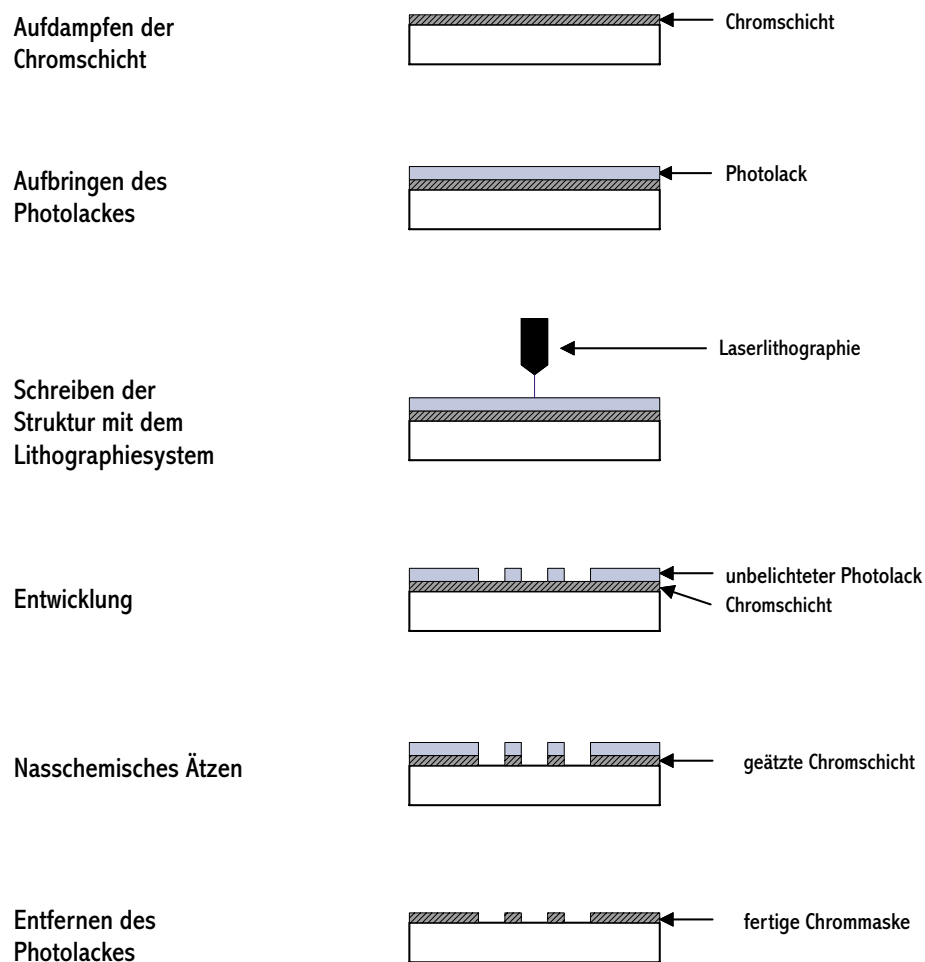 Aufdampfen der
Chromschicht
Chromschicht
Aufbringen des
Photolackes
Photolack
Laserlithographie
Schreiben der
Struktur mit dem
Lithographiesystem
Entwicklung
unbelichteter Photolack
Chromschicht
Nasschemisches Ätzen
geätzte Chromschicht
Entfernen des
Photolackes
fertige Chrommaske